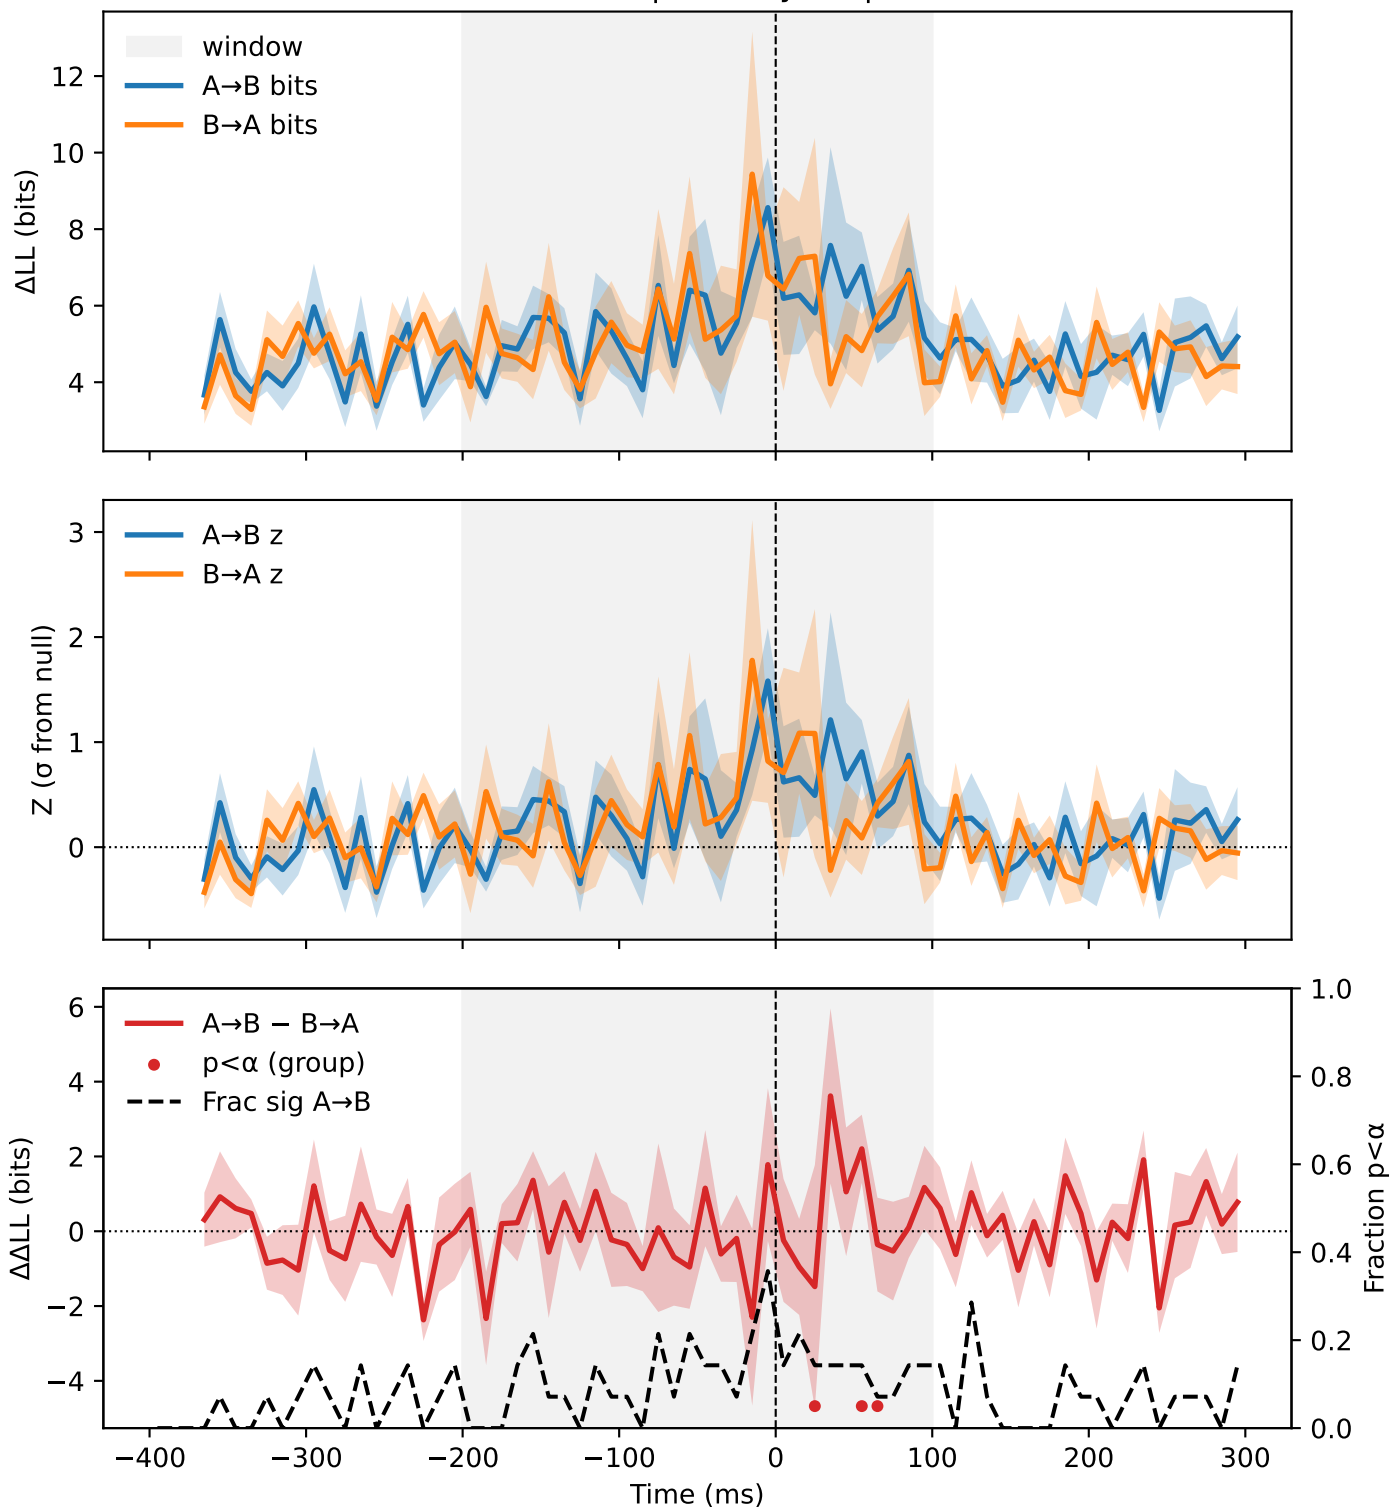 window
A→B bits
B→A bits
ΔLL (bits)
12
10
8
6
4
A→B z
B→A z
Z (σ from null)
3
2
1
0
A→B − B→A
p<α (group)
Frac sig A→B
ΔΔLL (bits)
6
4
2
0
−2
−4
1.0
0.8
0.6
0.4
0.2
0.0
Fraction p<α
−400 −300 −200 −100 0 100 200 300
Time (ms)